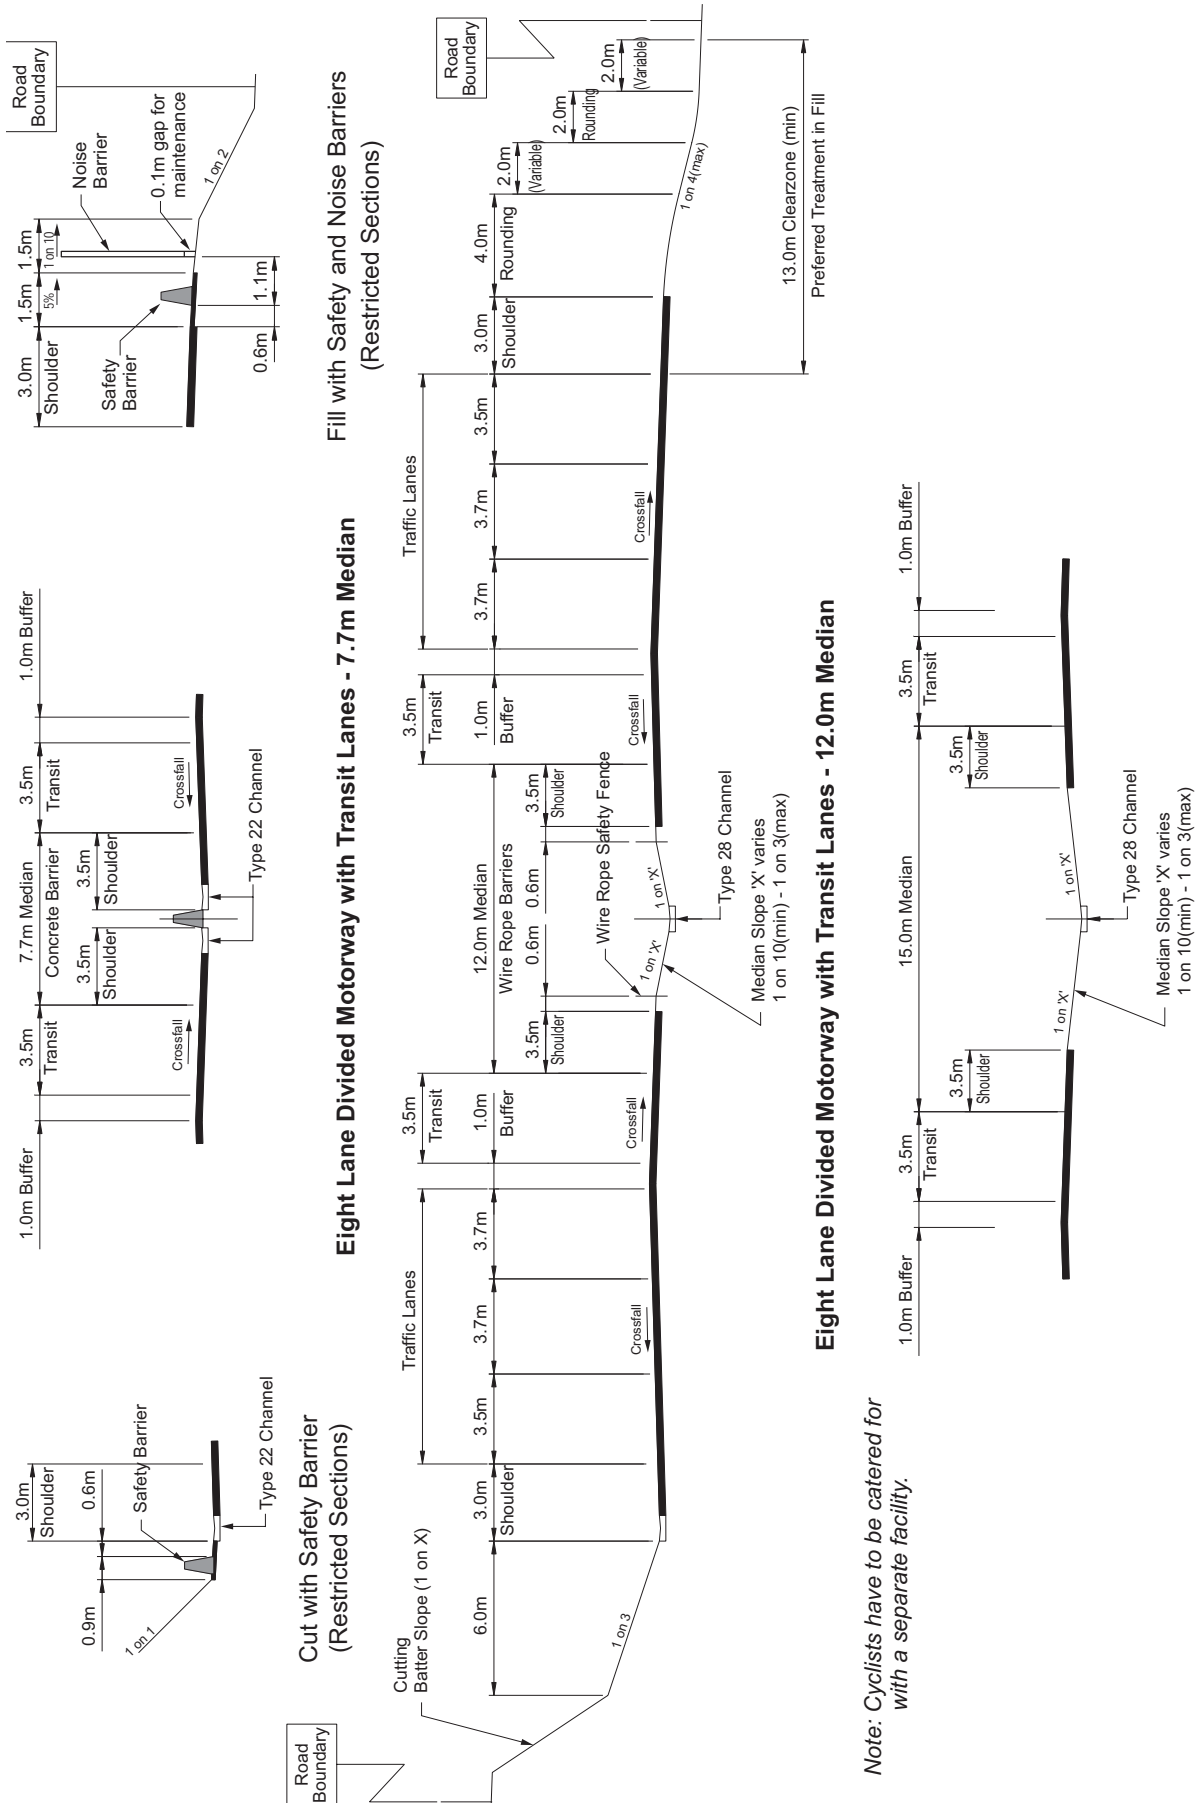 3.0m
Shoulder
0.6m
0.9m
Safety Barrier
1 on 1
Type 22 Channel
Cut with Safety Barrier
(Restricted Sections)
1.0m Buffer
3.5m
Transit
7.7m Median
Concrete Barrier
3.5m
Transit
1.0m Buffer
3.5m
Shoulder
3.5m
Shoulder
Crossfall
Crossfall
Type 22 Channel
Eight Lane Divided Motorway with Transit Lanes - 7.7m Median
Road
Boundary
3.0m
Shoulder
1.5m
5%
1.5m
1 on 10
Noise
Barrier
Safety
Barrier
0.1m gap for
maintenance
1 on 2
0.6m
1.1m
Fill with Safety and Noise Barriers
(Restricted Sections)
Road
Boundary
Cutting
Batter Slope (1 on X)
6.0m
1 on 3
3.0m
Shoulder
Traffic Lanes
3.5m
3.7m
3.7m
Crossfall
3.5m
Transit
1.0m
Buffer
Crossfall
12.0m Median
Wire Rope Barriers
3.5m
Shoulder
0.6m
0.6m
3.5m
Shoulder
Wire Rope Safety Fence
1 on 'X'
1 on 'X'
Type 28 Channel
Median Slope 'X' varies
1 on 10(min) - 1 on 3(max)
3.5m
Transit
1.0m
Buffer
Crossfall
Traffic Lanes
3.7m
3.7m
3.5m
Crossfall
3.0m
Shoulder
4.0m
Rounding
2.0m
(Variable)
2.0m
Rounding
2.0m
(Variable)
Road
Boundary
1 on 4(max)
13.0m Clearzone (min)
Preferred Treatment in Fill
Eight Lane Divided Motorway with Transit Lanes - 12.0m Median
Note: Cyclists have to be catered for
with a separate facility.
1.0m Buffer
3.5m
Transit
15.0m Median
3.5m
Transit
1.0m Buffer
3.5m
Shoulder
3.5m
Shoulder
1 on 'X'
1 on 'X'
Type 28 Channel
Median Slope 'X' varies
1 on 10(min) - 1 on 3(max)